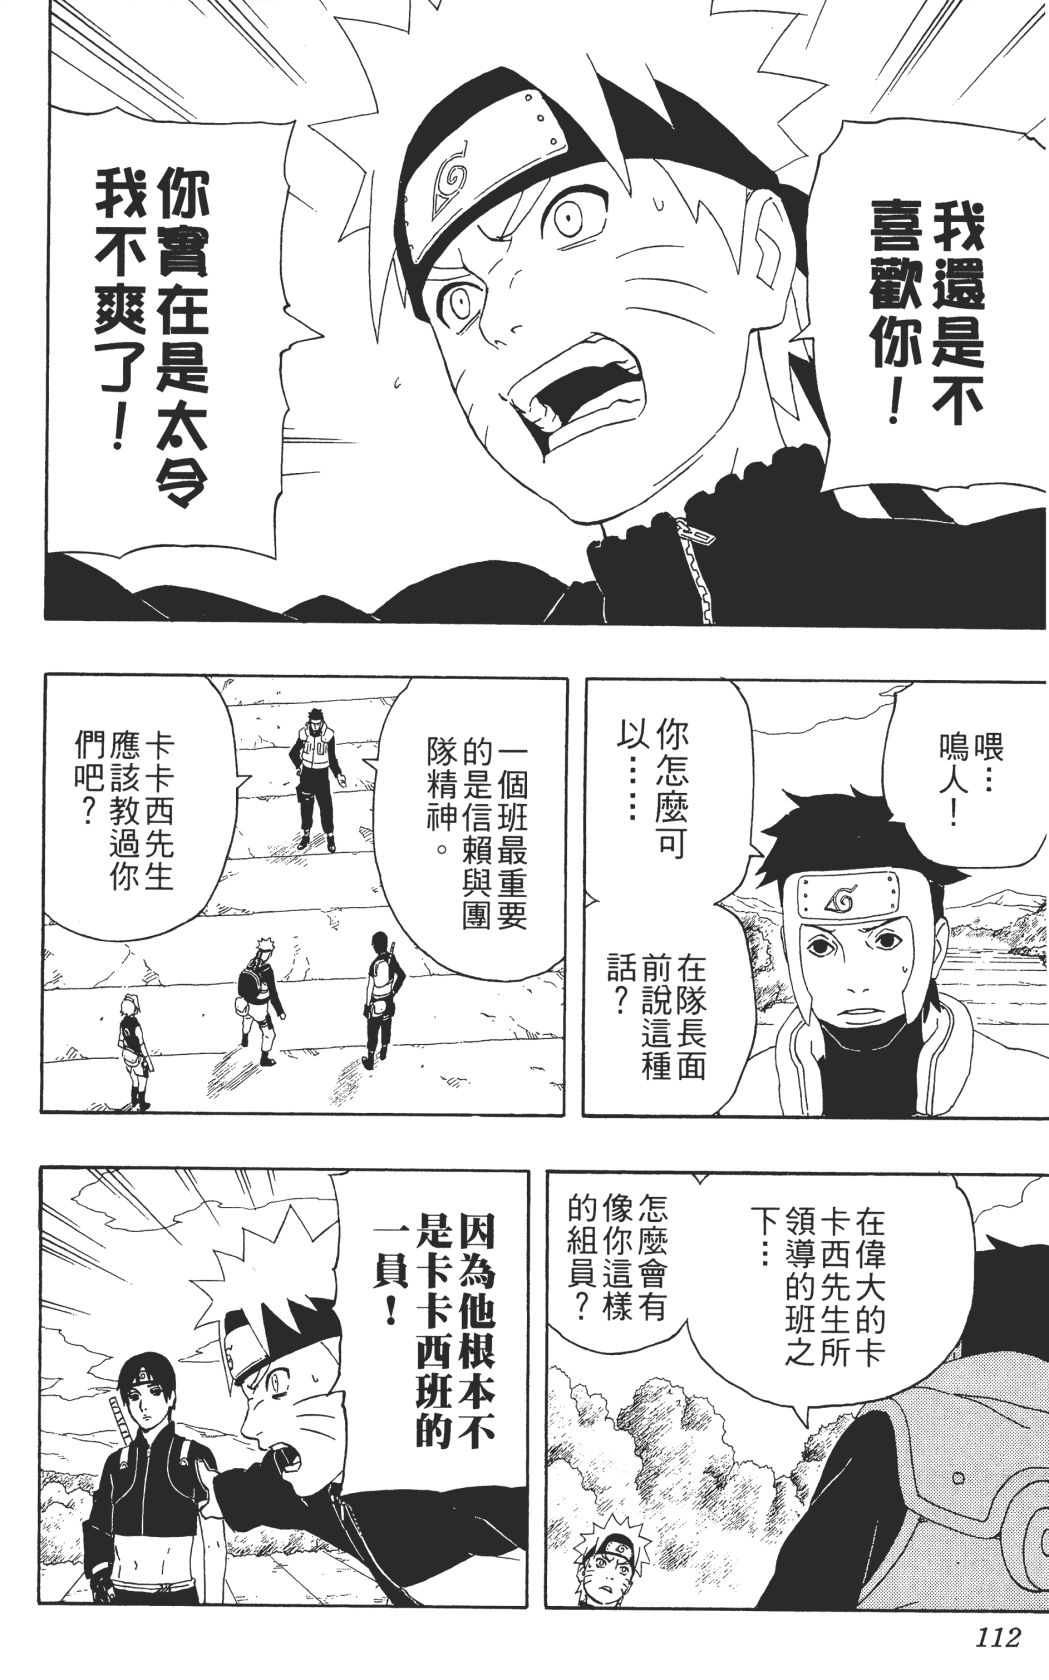 我還是不
喜歡你！
你實在是太令
我不爽了！
喂…
鳴人！
你怎麼可
以……
在隊長面
前說這種
話？
一個班最重要
的是信賴與團
隊精神。
卡卡西先生
應該教過你
們吧？
在偉大的卡
卡西先生所
領導的班之
下…
怎麼會有
像你這樣
的組員？
因為他根本不
是卡卡西班的
一員！
112